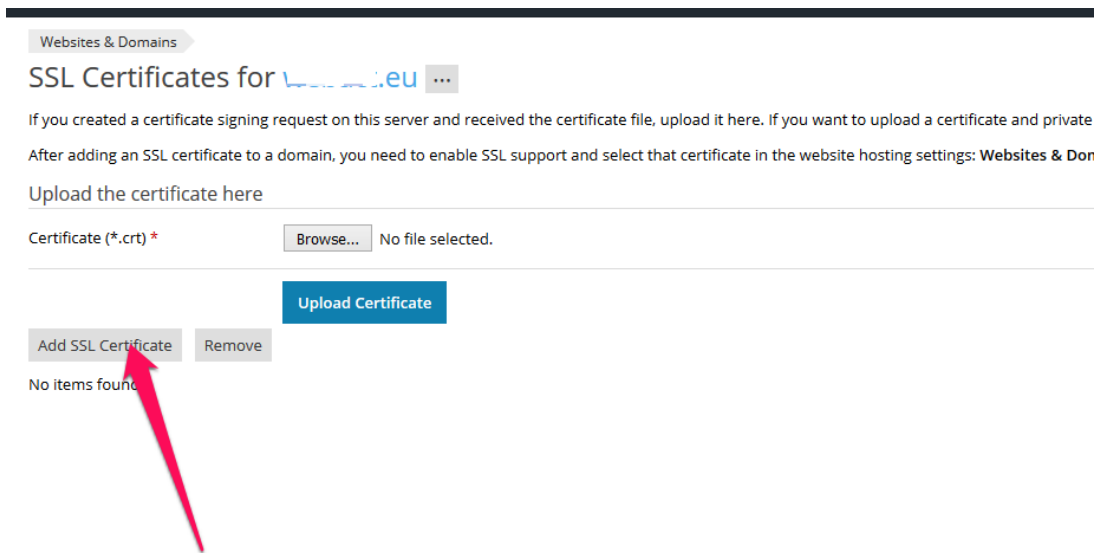 Websites & Domains
SSL Certificates for .eu ...
If you created a certificate signing request on this server and received the certificate file, upload it here. If you want to upload a certificate and private
After adding an SSL certificate to a domain, you need to enable SSL support and select that certificate in the website hosting settings: Websites & Don
Upload the certificate here
Certificate (*.crt) *
Browse... No file selected.
Upload Certificate
Add SSL Certificate Remove
No items found